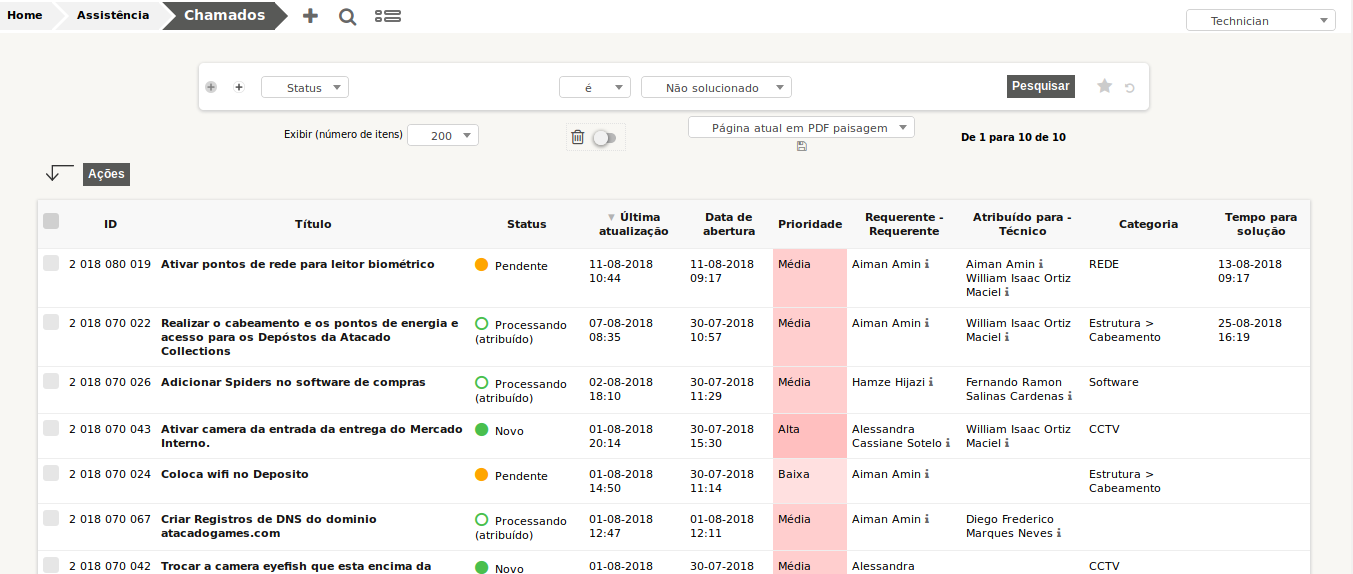 Home Assistência Chamados
Technician
Status é Não solucionado Pesquisar
Exibir (número de itens) 200 Página atual em PDF paisagem De 1 para 10 de 10
Ações
ID Título Status Última atualização Data de abertura Prioridade Requerente - Requerente Atribuído para - Técnico Categoria Tempo para solução
2 018 080 019 Ativar pontos de rede para leitor biométrico Pendente 11-08-2018 11-08-2018 Média Aiman Amin Aiman Amin REDE 13-08-2018
10:44 09:17 William Isaac Ortiz 09:17
Maciel
2 018 070 022 Realizar o cabeamento e os pontos de energia e Processando 07-08-2018 30-07-2018 Média Aiman Amin William Isaac Ortiz Estrutura > 25-08-2018
acesso para os Depóstos da Atacado (atribuído) 08:35 10:57 Maciel Cabeamento 16:19
Collections
2 018 070 026 Adicionar Spiders no software de compras Processando 02-08-2018 30-07-2018 Média Hamze Hijazi Fernando Ramon Software
(atribuído) 18:10 11:29 Salinas Cardenas
2 018 070 043 Ativar camera da entrada da entrega do Mercado Novo 01-08-2018 30-07-2018 Alta Alessandra William Isaac Ortiz CCTV
Interno. 20:14 15:30 Cassiane Sotelo Maciel
2 018 070 024 Coloca wifi no Deposito Pendente 01-08-2018 30-07-2018 Baixa Aiman Amin Estrutura >
14:50 11:14 Cabeamento
2 018 070 067 Criar Registros de DNS do dominio Processando 01-08-2018 01-08-2018 Média Aiman Amin Diego Frederico
atacadogames.com (atribuído) 12:47 12:11 Marques Neves
2 018 070 042 Trocar a camera eyefish que esta encima da Novo 01-08-2018 30-07-2018 Média Alessandra CCTV